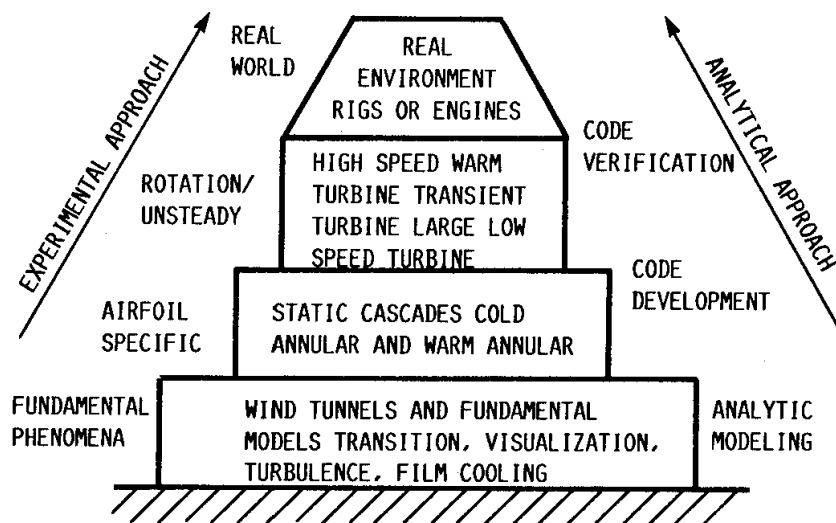 REAL
WORLD
REAL
ENVIRONMENT
RIGS OR ENGINES
EXPERIMENTAL APPROACH
ANALYTICAL APPROACH
CODE
VERIFICATION
ROTATION/
UNSTEADY
HIGH SPEED WARM
TURBINE TRANSIENT
TURBINE LARGE LOW
SPEED TURBINE
CODE
DEVELOPMENT
AIRFOIL
SPECIFIC
STATIC CASCADES COLD
ANNULAR AND WARM ANNULAR
FUNDAMENTAL
PHENOMENA
WIND TUNNELS AND FUNDAMENTAL
MODELS TRANSITION, VISUALIZATION,
TURBULENCE, FILM COOLING
ANALYTIC
MODELING